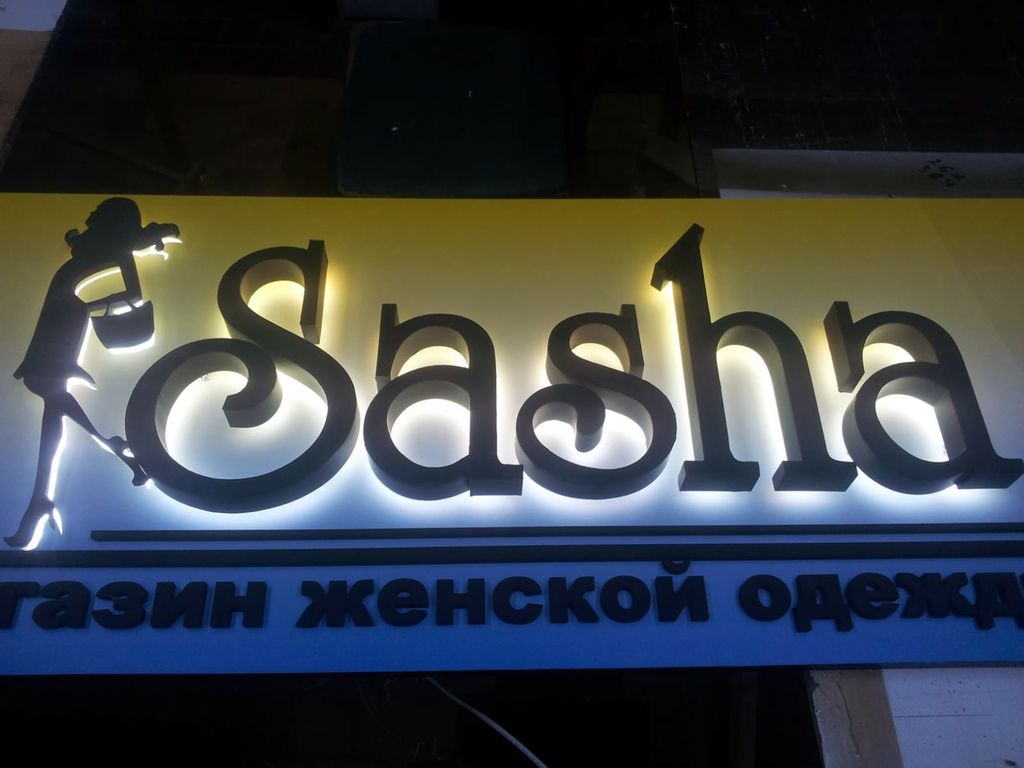 Sasha
газин женской одежд